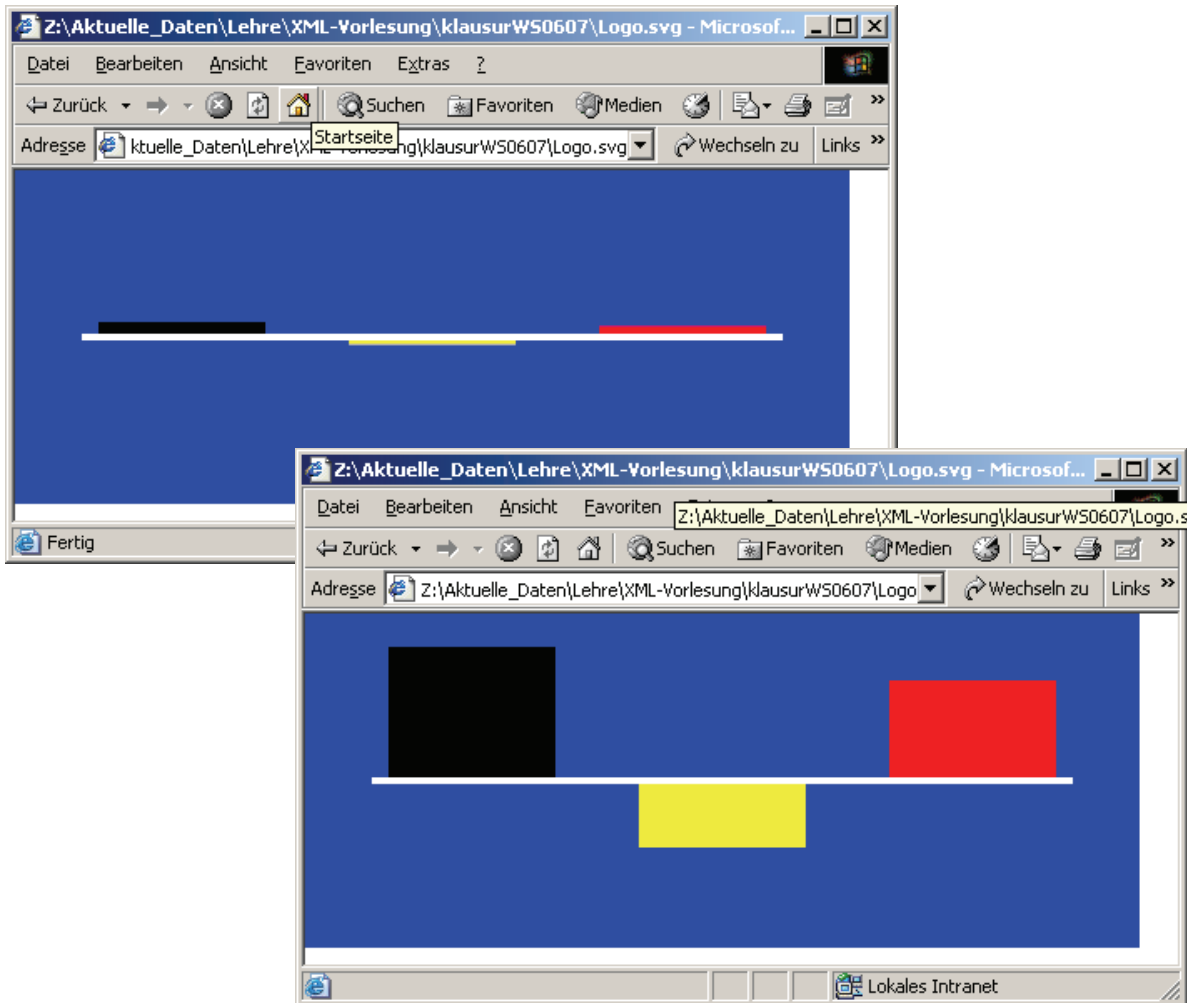 Z:\Aktuelle_Daten\Lehre\XML-Vorlesung\klausurWS0607\Logo.svg - Microsof...
Datei Bearbeiten Ansicht Favoriten Extras ?
Zurück Suchen Favoriten Medien
Startseite
Adresse ktuelle_Daten\Lehre\XML-Vorlesung\klausurWS0607\Logo.svg Wechseln zu Links »
Fertig
Z:\Aktuelle_Daten\Lehre\XML-Vorlesung\klausurWS0607\Logo.svg - Microsof...
Datei Bearbeiten Ansicht Favoriten
Z:\Aktuelle_Daten\Lehre\XML-Vorlesung\klausurWS0607\Logo.s
Zurück Suchen Favoriten Medien »
Adresse Z:\Aktuelle_Daten\Lehre\XML-Vorlesung\klausurWS0607\Logo Wechseln zu Links »
Lokales Intranet